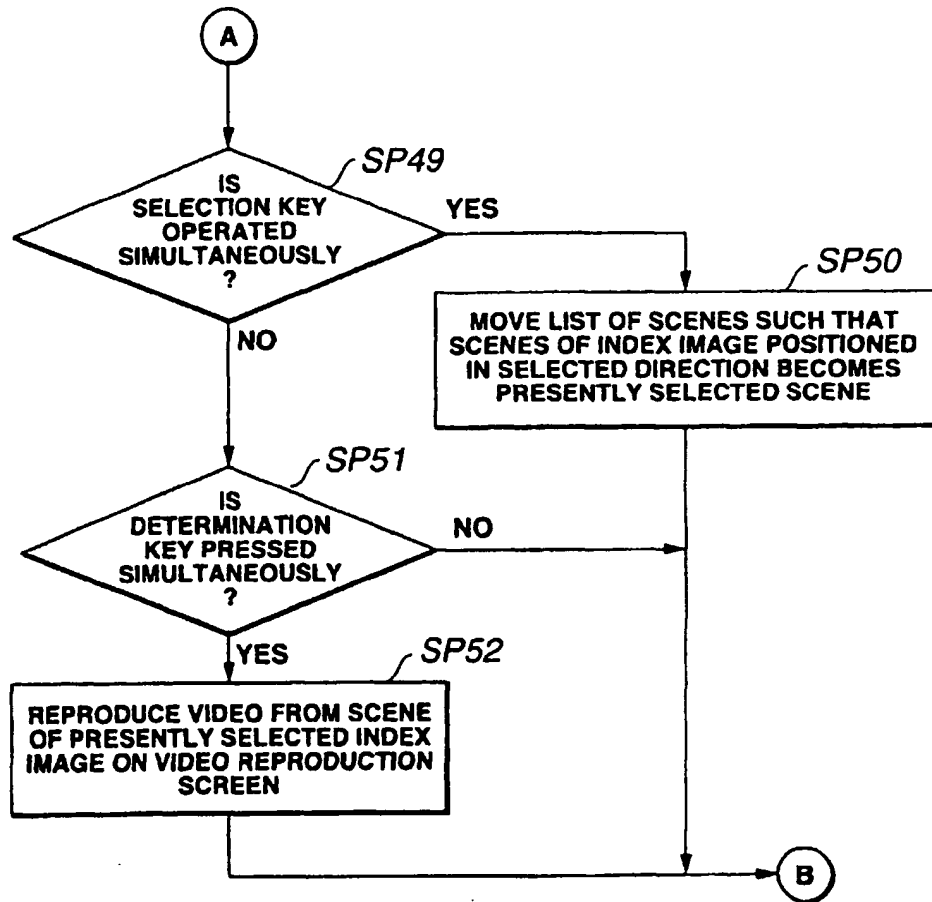 A
SP49
IS
SELECTION KEY
OPERATED
SIMULTANEOUSLY
?
YES
NO
SP50
MOVE LIST OF SCENES SUCH THAT
SCENES OF INDEX IMAGE POSITIONED
IN SELECTED DIRECTION BECOMES
PRESENTLY SELECTED SCENE
SP51
IS
DETERMINATION
KEY PRESSED
SIMULTANEOUSLY
?
NO
YES
SP52
REPRODUCE VIDEO FROM SCENE
OF PRESENTLY SELECTED INDEX
IMAGE ON VIDEO REPRODUCTION
SCREEN
B